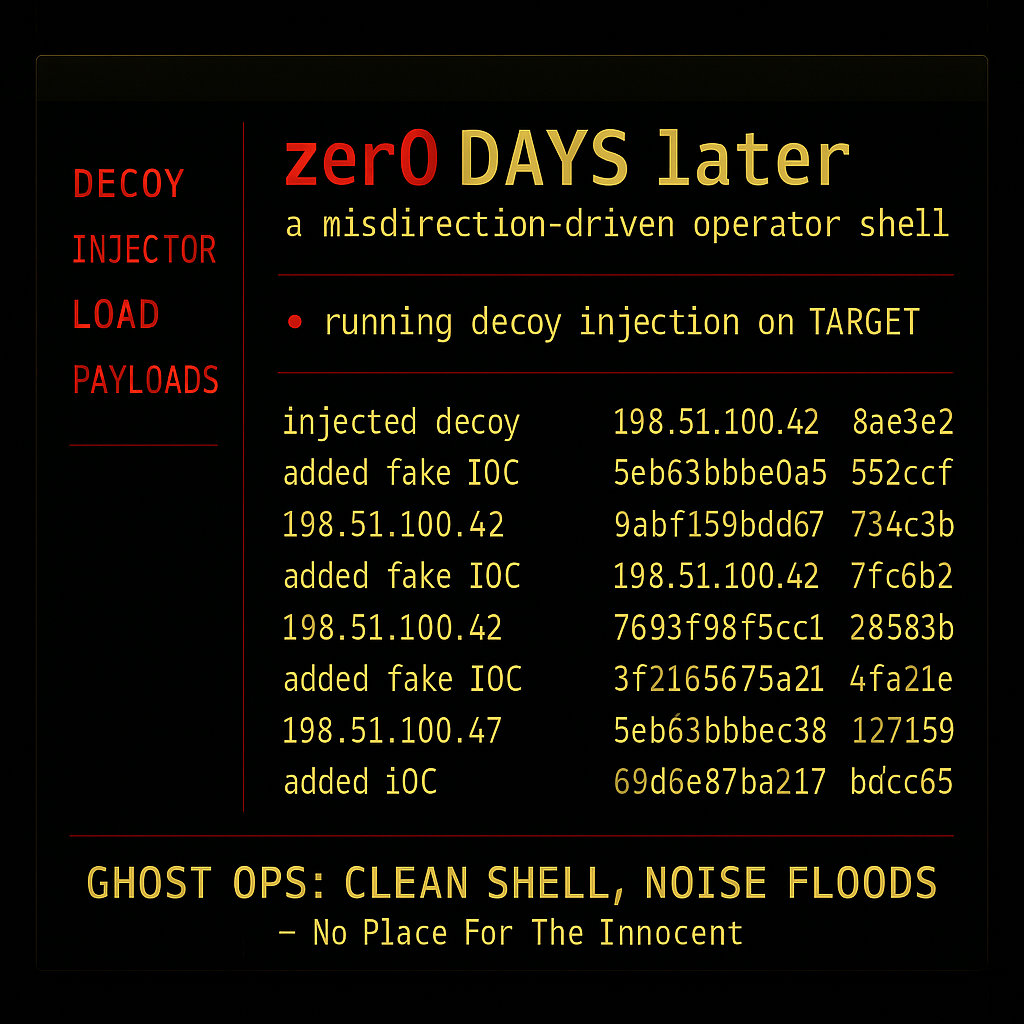 DECOY
INJECTOR
LOAD
PAYLOADS
zerO DAYS later
a misdirection-driven operator shell
• running decoy injection on TARGET
injected decoy 198.51.100.42 8ae3e2
added fake IOC 5eb63bbbe0a5 552ccf
198.51.100.42 9abf159bdd67 734c3b
added fake IOC 198.51.100.42 7fc6b2
198.51.100.42 7693f98f5cc1 28583b
added fake IOC 3f2165675a21 4fa21e
198.51.100.47 5eb63bbbec38 127159
added iOC 69d6e87ba217 bďcc65
GHOST OPS: CLEAN SHELL, NOISE FLOODS
– No Place For The Innocent